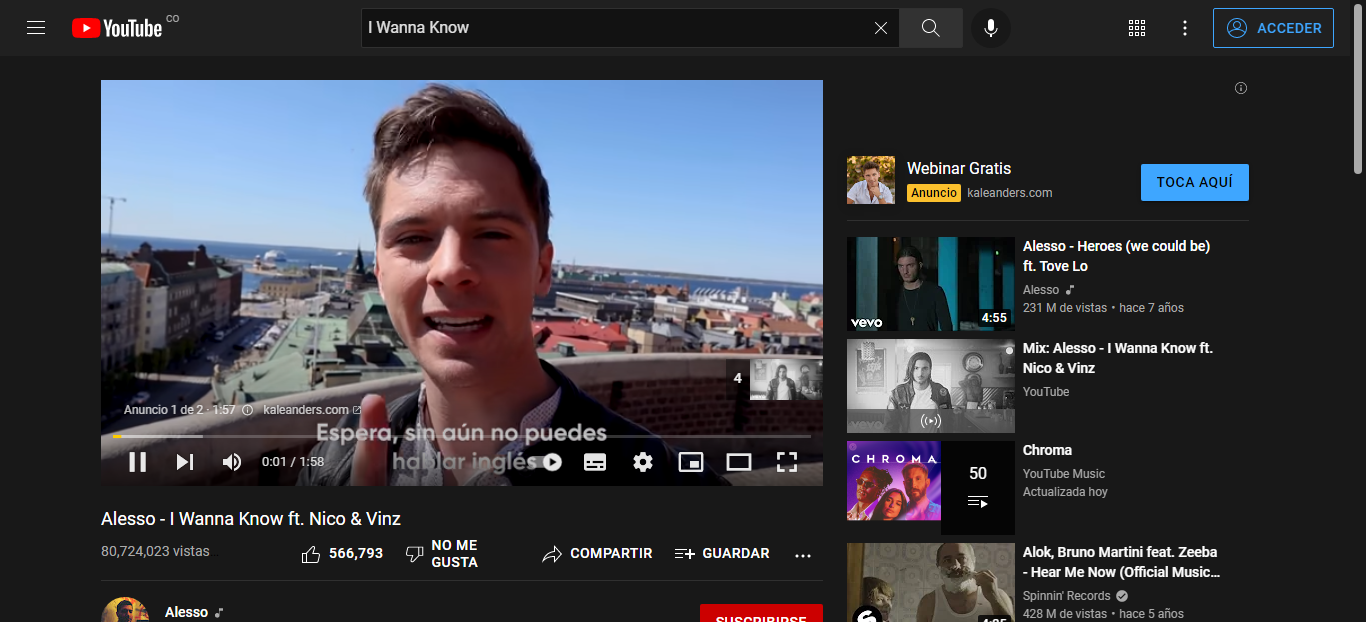 YouTube CO
I Wanna Know
ACCEDER
Anuncio 1 de 2 · 1:57 kaleanders.com
4
Espera, sin aún no puedes
hablar inglés
0:01 / 1:58
Alesso - I Wanna Know ft. Nico & Vinz
80,724,023 vistas
566,793
NO ME
GUSTA
COMPARTIR
GUARDAR
Alesso
SUSCRIBIRSE
Webinar Gratis
Anuncio kaleanders.com
TOCA AQUÍ
vevo
4:55
Alesso - Heroes (we could be)
ft. Tove Lo
Alesso
231 M de vistas • hace 7 años
vevo
Mix: Alesso - I Wanna Know ft.
Nico & Vinz
YouTube
CHROMA
50
Chroma
YouTube Music
Actualizada hoy
Alok, Bruno Martini feat. Zeeba
- Hear Me Now (Official Music...
Spinnin' Records
428 M de vistas • hace 5 años